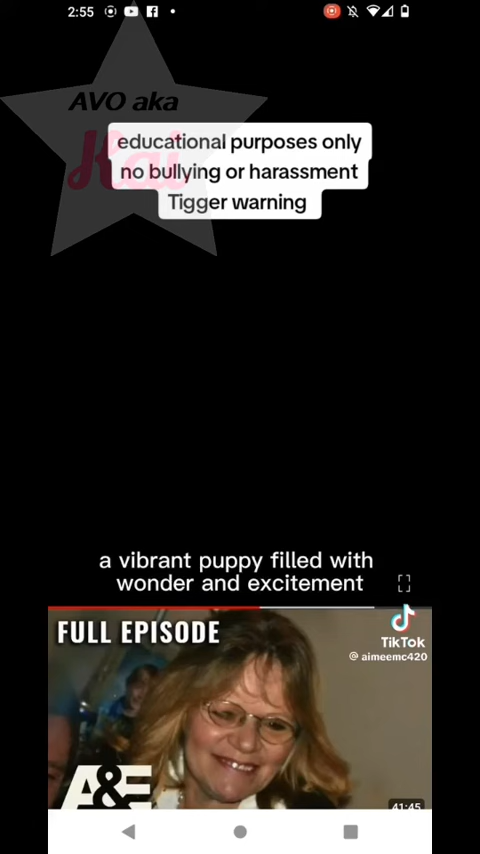 2:55
AVO aka
Kai
educational purposes only
no bullying or harassment
Tigger warning
a vibrant puppy filled with
wonder and excitement
FULL EPISODE
TikTok
@ aimeemc420
A&E
41:45